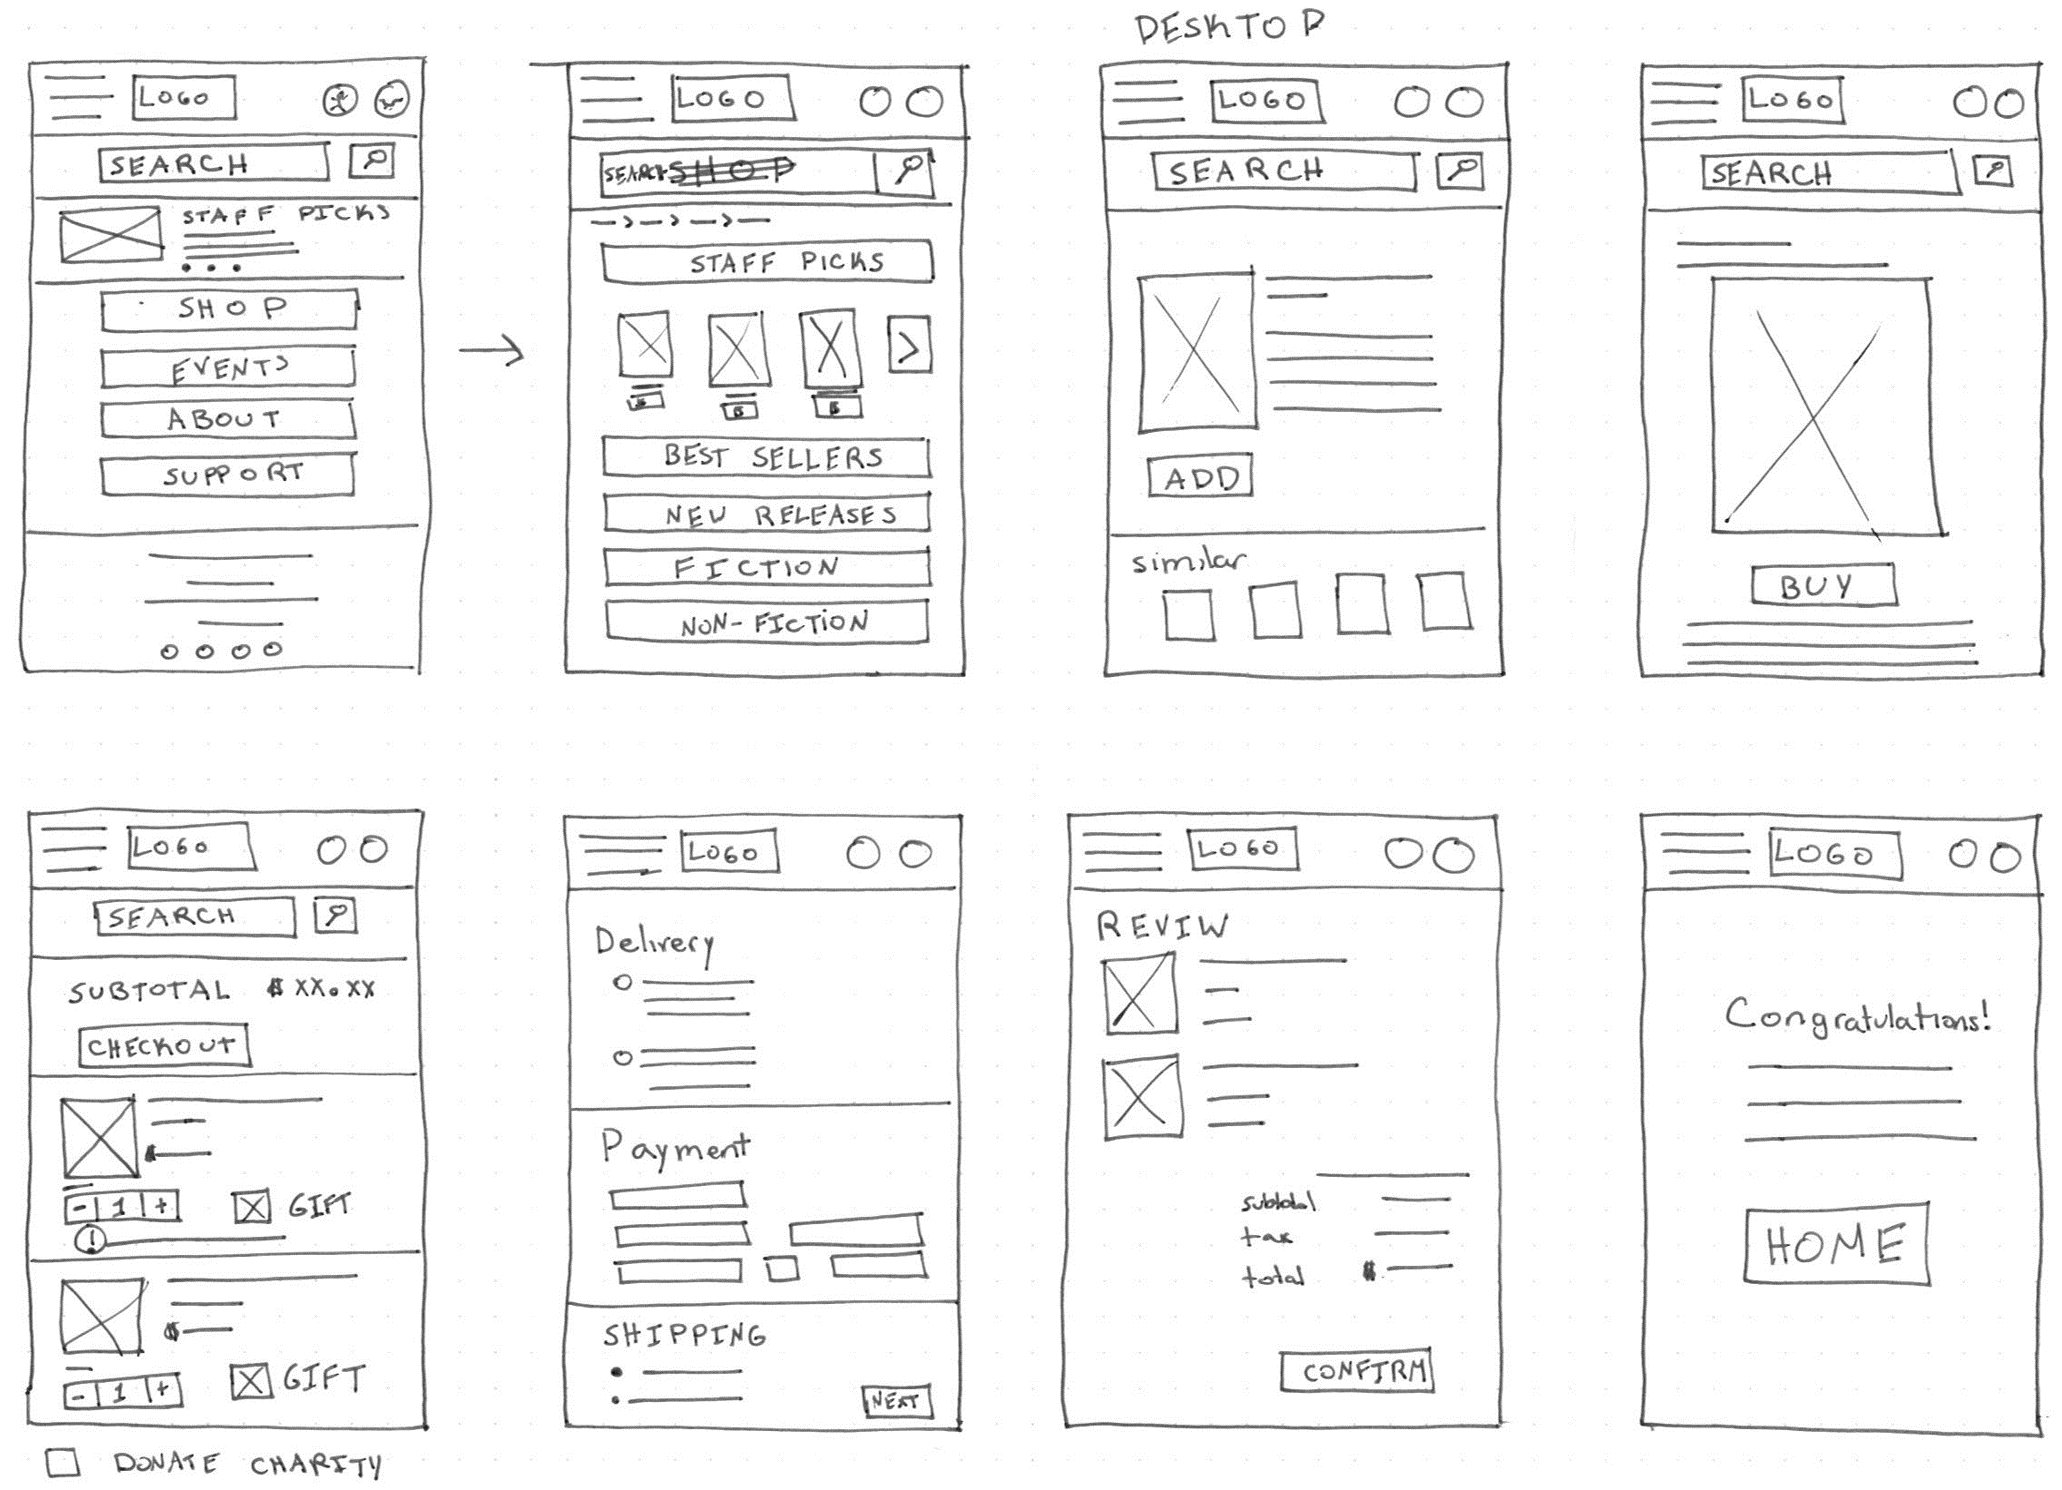 DESKTOP
LOGO
SEARCH
STAFF PICKS
SHOP
EVENTS
ABOUT
SUPPORT
LOGO
SEARCH SHOP
STAFF PICKS
$ $ $
BEST SELLERS
NEW RELEASES
FICTION
NON-FICTION
LOGO
SEARCH
ADD
similar
LOGO
SEARCH
BUY
LOGO
SEARCH
SUBTOTAL $XX.XX
CHECKOUT
$
- 1 + GIFT
!
$
- 1 + GIFT
DONATE CHARITY
LOGO
Delivery
Payment
SHIPPING
NEXT
LOGO
REVIW
subtotal
tax
total $
CONFIRM
LOGO
Congratulations!
HOME